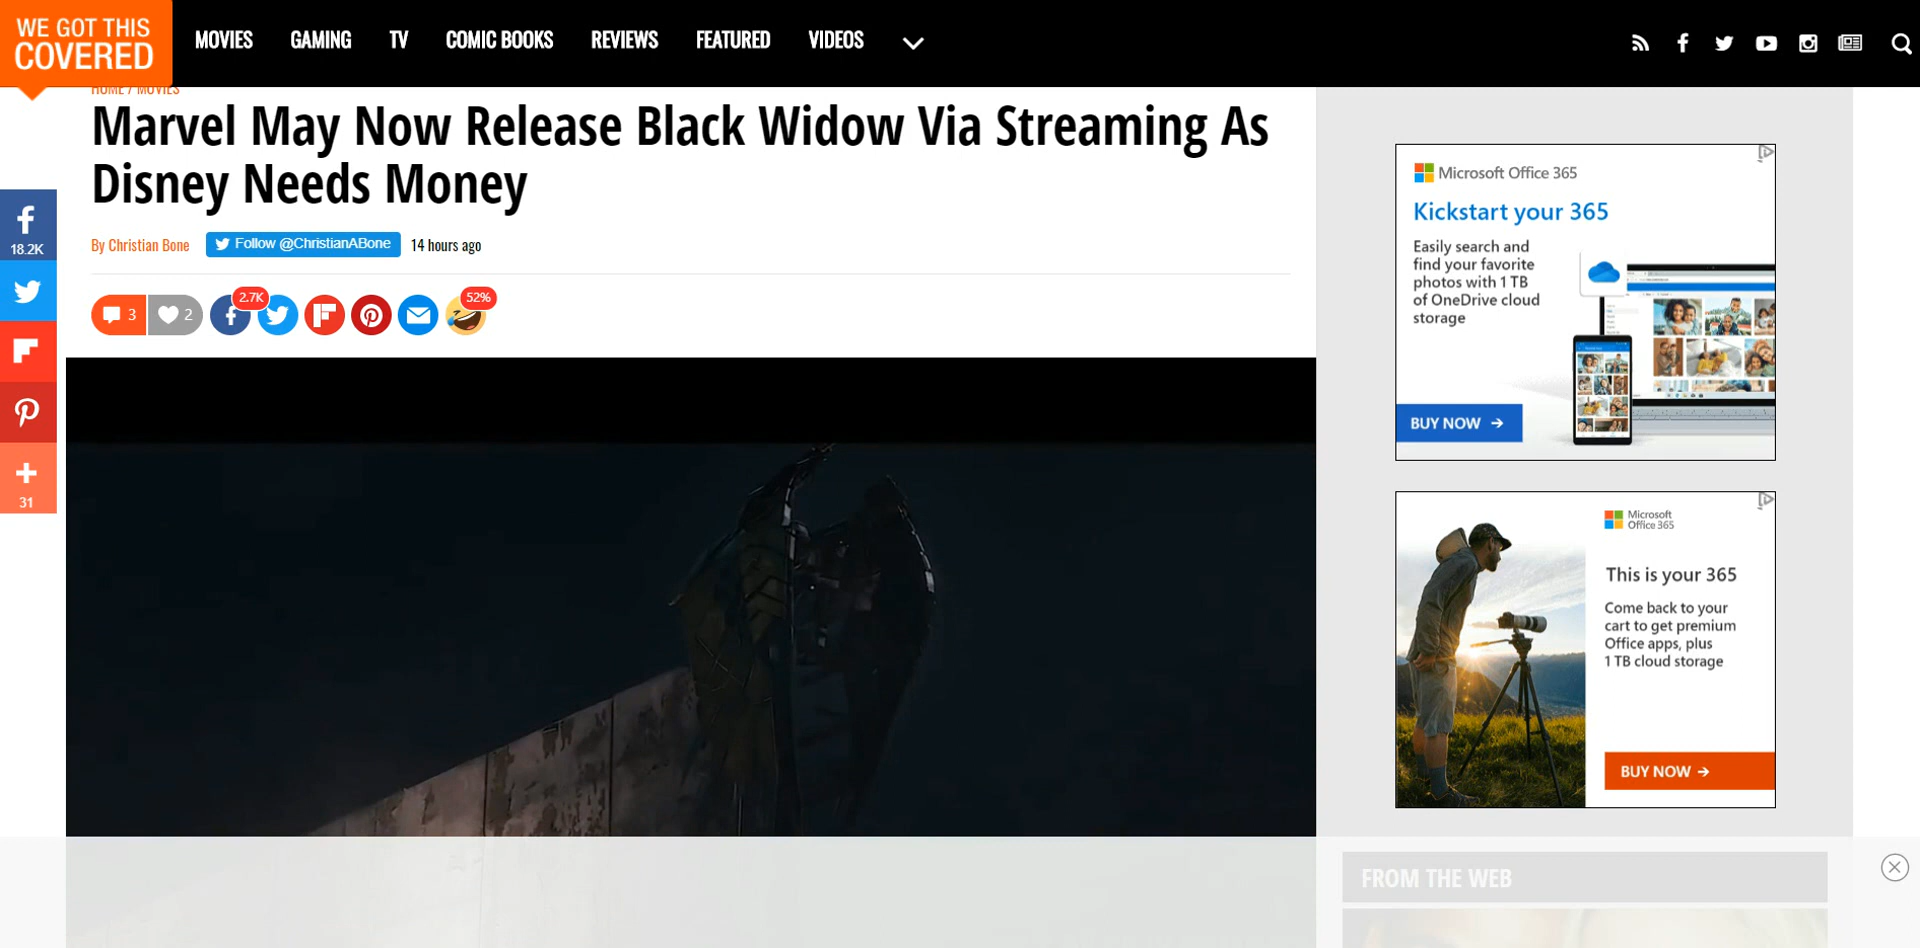 WE GOT THIS
COVERED
MOVIES
GAMING
TV
COMIC BOOKS
REVIEWS
FEATURED
VIDEOS
HOME / MOVIES
Marvel May Now Release Black Widow Via Streaming As
Disney Needs Money
By Christian Bone
Follow @ChristianABone
14 hours ago
3
2
2.7K
52%
18.2K
31
Microsoft Office 365
Kickstart your 365
Easily search and
find your favorite
photos with 1 TB
of OneDrive cloud
storage
BUY NOW →
Microsoft
Office 365
This is your 365
Come back to your
cart to get premium
Office apps, plus
1 TB cloud storage
BUY NOW →
FROM THE WEB